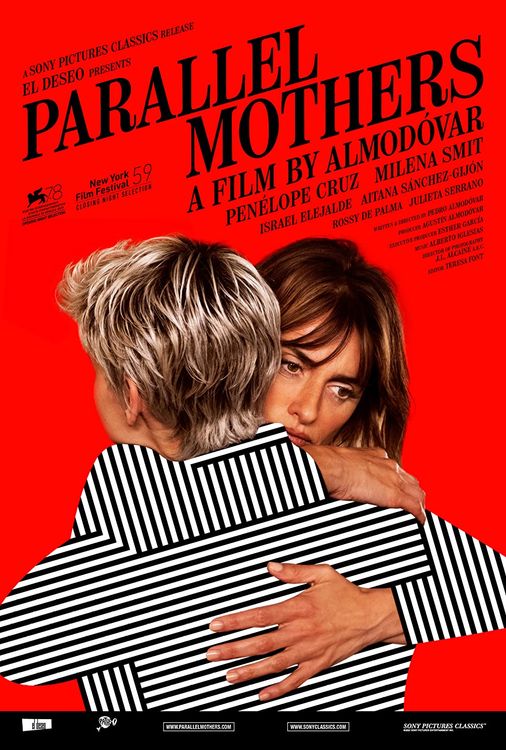 A SONY PICTURES CLASSICS RELEASE
EL DESEO PRESENTS
PARALLEL
MOTHERS
A FILM BY ALMODÓVAR
PENÉLOPE CRUZ MILENA SMIT
ISRAEL ELEJALDE AITANA SÁNCHEZ-GIJÓN
ROSSY DE PALMA JULIETA SERRANO
WRITTEN & DIRECTED BY PEDRO ALMODÓVAR
PRODUCER AGUSTÍN ALMODÓVAR
EXECUTIVE PRODUCER ESTHER GARCÍA
MUSIC ALBERTO IGLESIAS
DIRECTOR OF PHOTOGRAPHY
J.L. ALCAINE A.E.C.
EDITOR TERESA FONT
78
New York
Film Festival 59
CLOSING NIGHT SELECTION
el deseo
WWW.PARALLELMOTHERS.COM
WWW.SONYCLASSICS.COM
SONY PICTURES CLASSICS